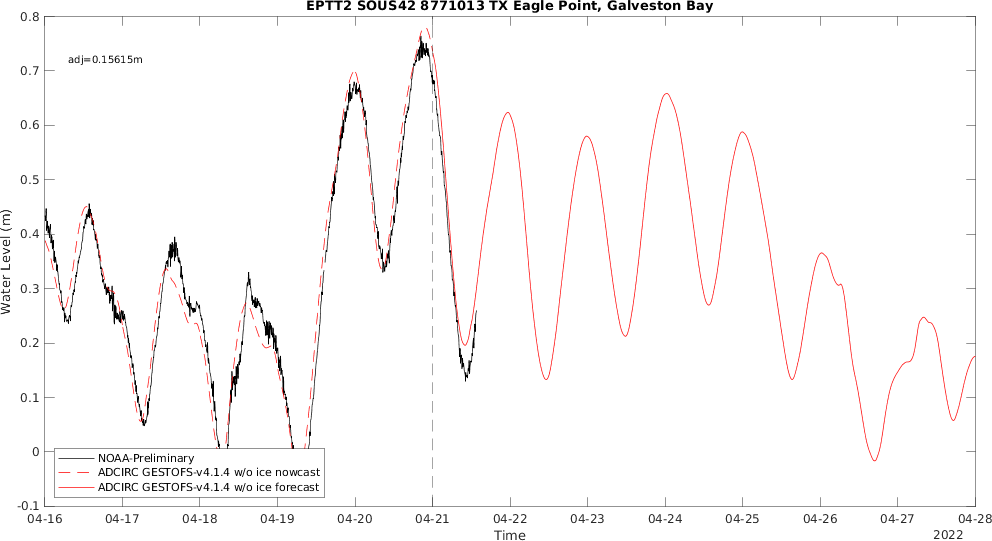 EPTT2 SOUS42 8771013 TX Eagle Point, Galveston Bay
adj=0.15615m
0.8
0.7
0.6
0.5
0.4
0.3
0.2
0.1
0
-0.1
Water Level (m)
NOAA-Preliminary
ADCIRC GESTOFS-v4.1.4 w/o ice nowcast
ADCIRC GESTOFS-v4.1.4 w/o ice forecast
04-16 04-17 04-18 04-19 04-20 04-21 04-22 04-23 04-24 04-25 04-26 04-27 04-28
Time
2022